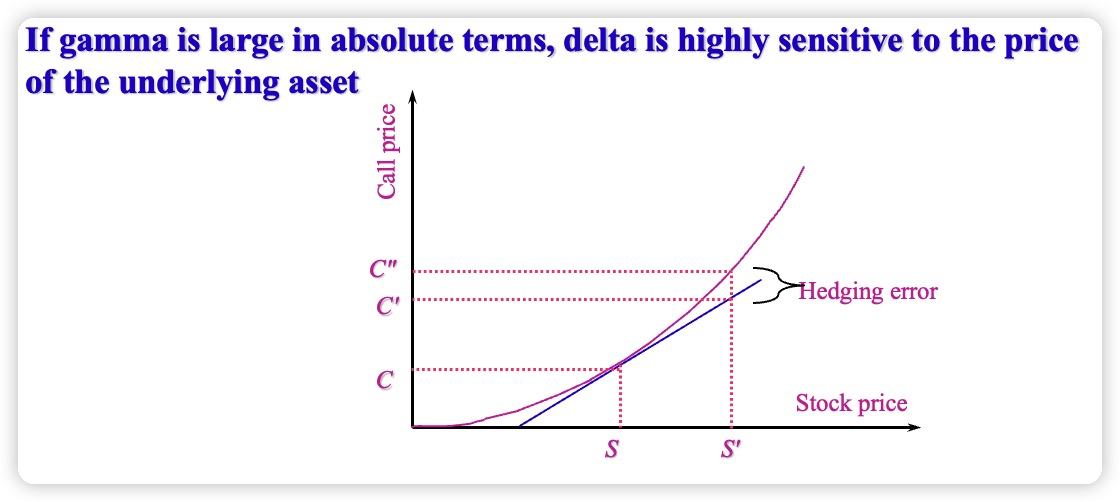 If gamma is large in absolute terms, delta is highly sensitive to the price
of the underlying asset
Call price
C"
C'
Hedging error
C
Stock price
S
S'